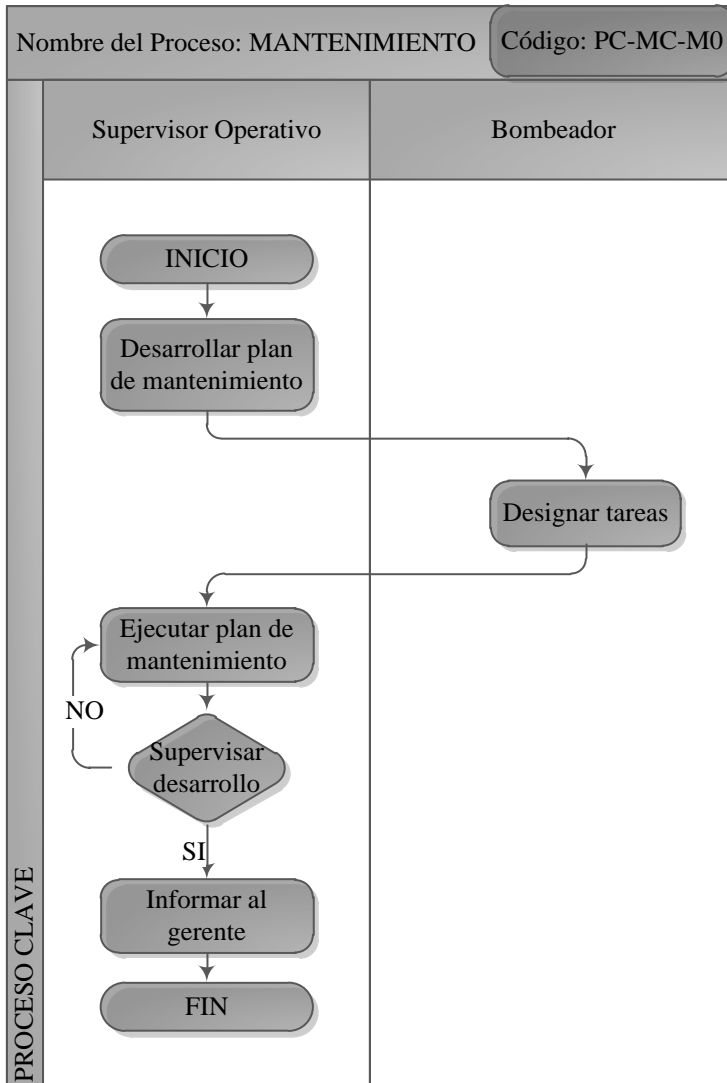 Nombre del Proceso: MANTENIMIENTO
Código: PC-MC-M0
Supervisor Operativo
Bombeador
INICIO
Desarrollar plan
de mantenimiento
Designar tareas
Ejecutar plan de
mantenimiento
NO
Supervisar
desarrollo
SI
Informar al
gerente
FIN
PROCESO CLAVE